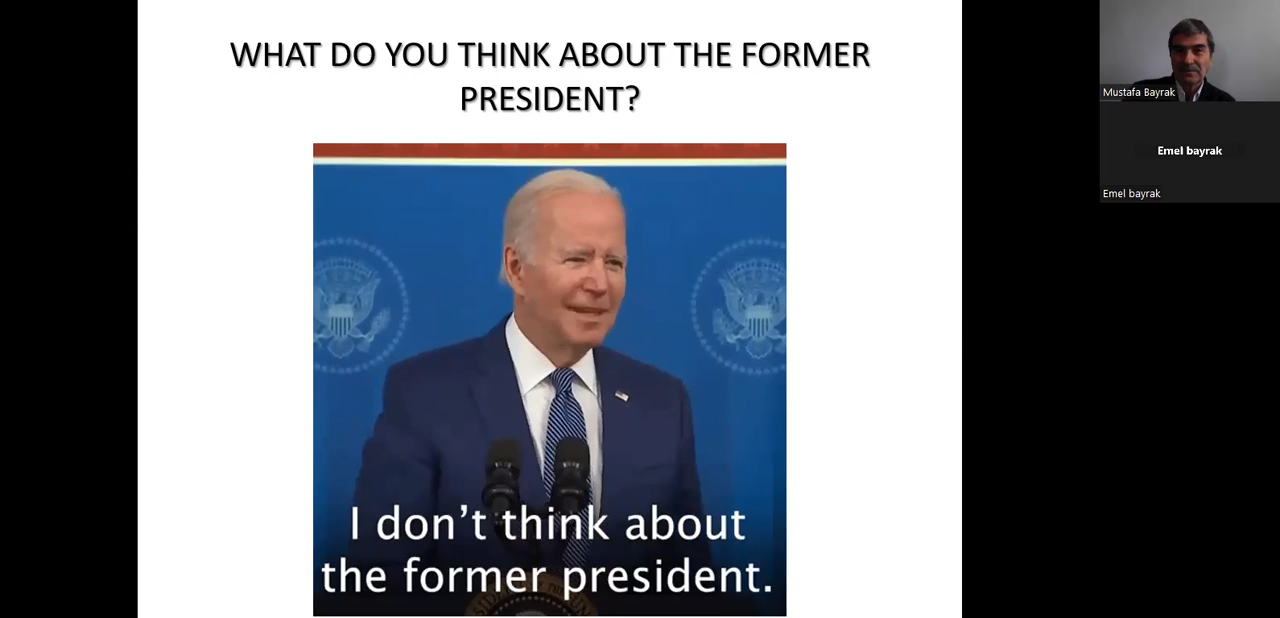 WHAT DO YOU THINK ABOUT THE FORMER
PRESIDENT?
I don't think about
the former president.
Mustafa Bayrak
Emel bayrak
Emel bayrak